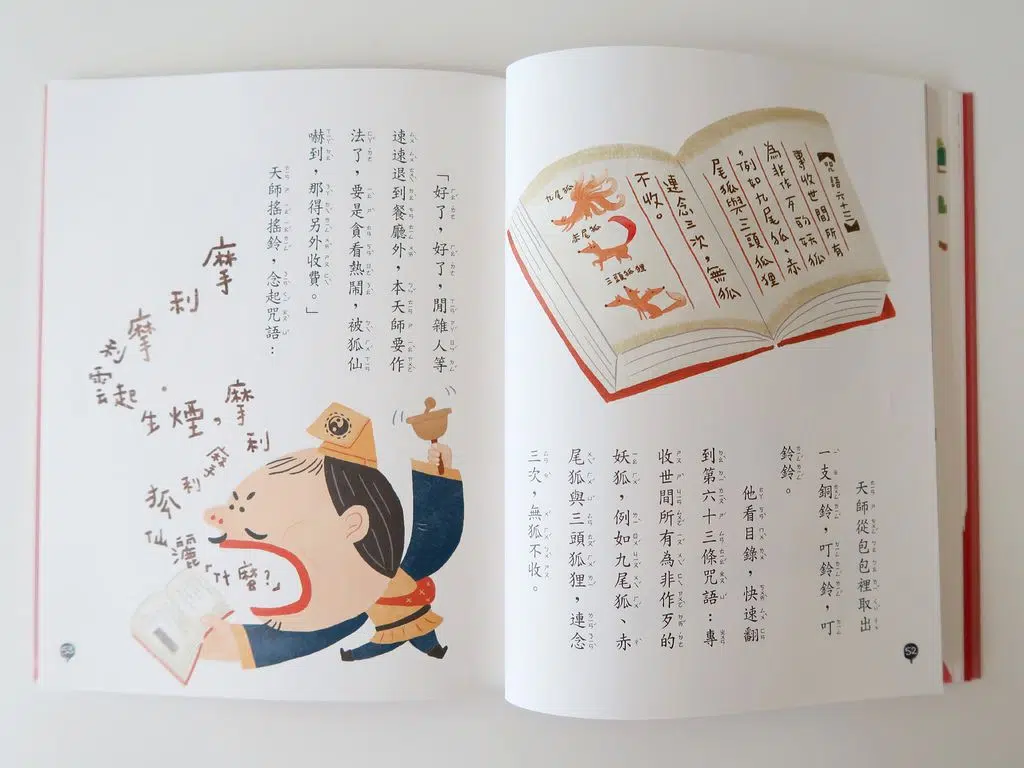 【咒語六十三】
專收世間所有
為非作歹的妖狐
，例如九尾狐、赤
尾狐與三頭狐狸
連念三次，無狐
不收。
九尾狐
赤尾狐
三頭狐狸
天師從包包裡取出
一支銅鈴，叮鈴鈴，叮
鈴鈴。
他看目錄，快速翻
到第六十三條咒語：專
收世間所有為非作歹的
妖狐，例如九尾狐、赤
尾狐與三頭狐狸，連念
三次，無狐不收。
52
「好了，好了，閒雜人等
速速退到餐廳外，本天師要作
法了，要是貪看熱鬧，被狐仙
嚇到，那得另外收費。」
天師搖搖鈴，念起咒語：
摩利摩利雲起。
生煙，摩利摩利
狐仙灑「什麼？」
53